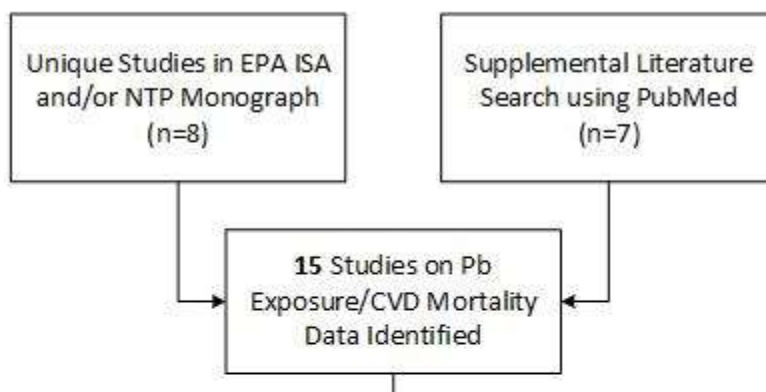 Unique Studies in EPA ISA
and/or NTP Monograph
(n=8)
Supplemental Literature
Search using PubMed
(n=7)
15 Studies on Pb
Exposure/CVD Mortality
Data Identified